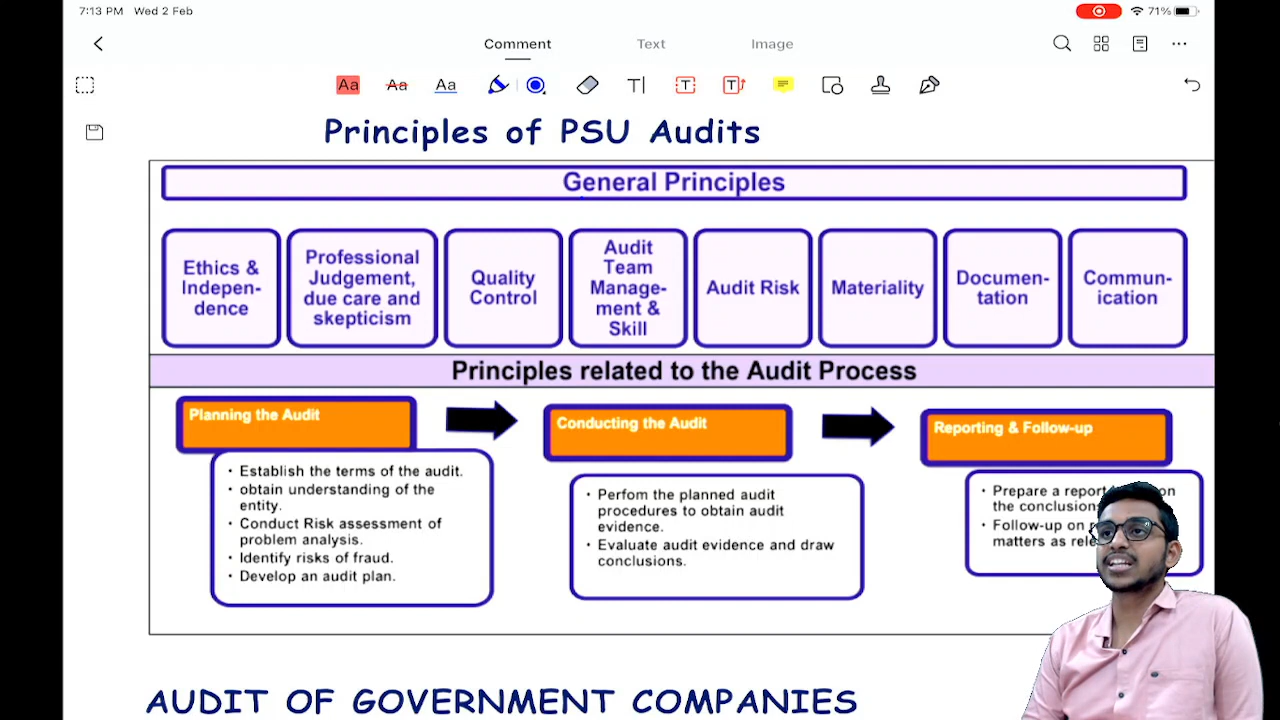 7:13 PM Wed 2 Feb
71%
Comment Text Image
Aa Aa Aa T T T
Principles of PSU Audits
General Principles
Ethics &
Indepen-
dence
Professional
Judgement,
due care and
skepticism
Quality
Control
Audit
Team
Manage-
ment &
Skill
Audit Risk
Materiality
Documen-
tation
Commun-
ication
Principles related to the Audit Process
Planning the Audit
• Establish the terms of the audit.
• obtain understanding of the
entity.
• Conduct Risk assessment of
problem analysis.
• Identify risks of fraud.
• Develop an audit plan.
Conducting the Audit
• Perfom the planned audit
procedures to obtain audit
evidence.
• Evaluate audit evidence and draw
conclusions.
Reporting & Follow-up
• Prepare a report on
the conclusions
• Follow-up on
matters as
AUDIT OF GOVERNMENT COMPANIES